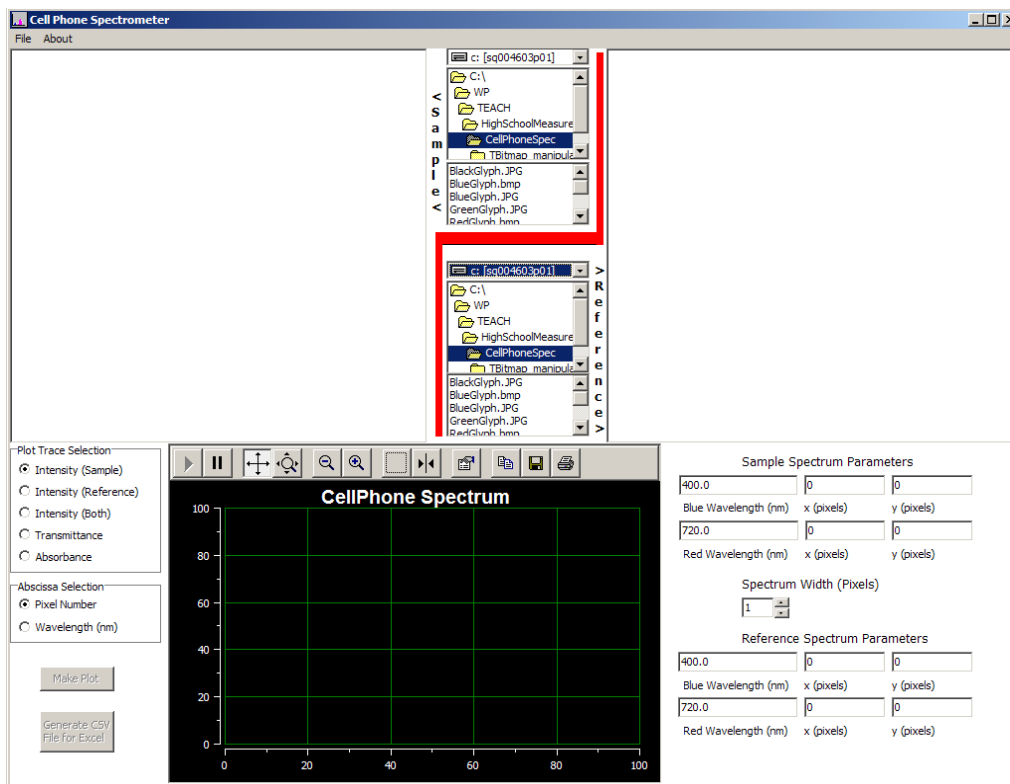 Cell Phone Spectrometer
File About
c: [sq004603p01]
C:\
WP
TEACH
HighSchoolMeasure
CellPhoneSpec
TBitmap_manipula
<Sample<
BlackGlyph.JPG
BlueGlyph.bmp
BlueGlyph.JPG
GreenGlyph.JPG
RedGlyph.bmp
c: [sq004603p01]
C:\
WP
TEACH
HighSchoolMeasure
CellPhoneSpec
TBitmap_manipula
>Reference>
BlackGlyph.JPG
BlueGlyph.bmp
BlueGlyph.JPG
GreenGlyph.JPG
RedGlyph.bmp
Plot Trace Selection
Intensity (Sample)
Intensity (Reference)
Intensity (Both)
Transmittance
Absorbance
Abscissa Selection
Pixel Number
Wavelength (nm)
Make Plot
Generate CSV
File for Excel
CellPhone Spectrum
100
80
60
40
20
0
0 20 40 60 80 100
Sample Spectrum Parameters
400.0 0 0
Blue Wavelength (nm) x (pixels) y (pixels)
720.0 0 0
Red Wavelength (nm) x (pixels) y (pixels)
Spectrum Width (Pixels)
1
Reference Spectrum Parameters
400.0 0 0
Blue Wavelength (nm) x (pixels) y (pixels)
720.0 0 0
Red Wavelength (nm) x (pixels) y (pixels)